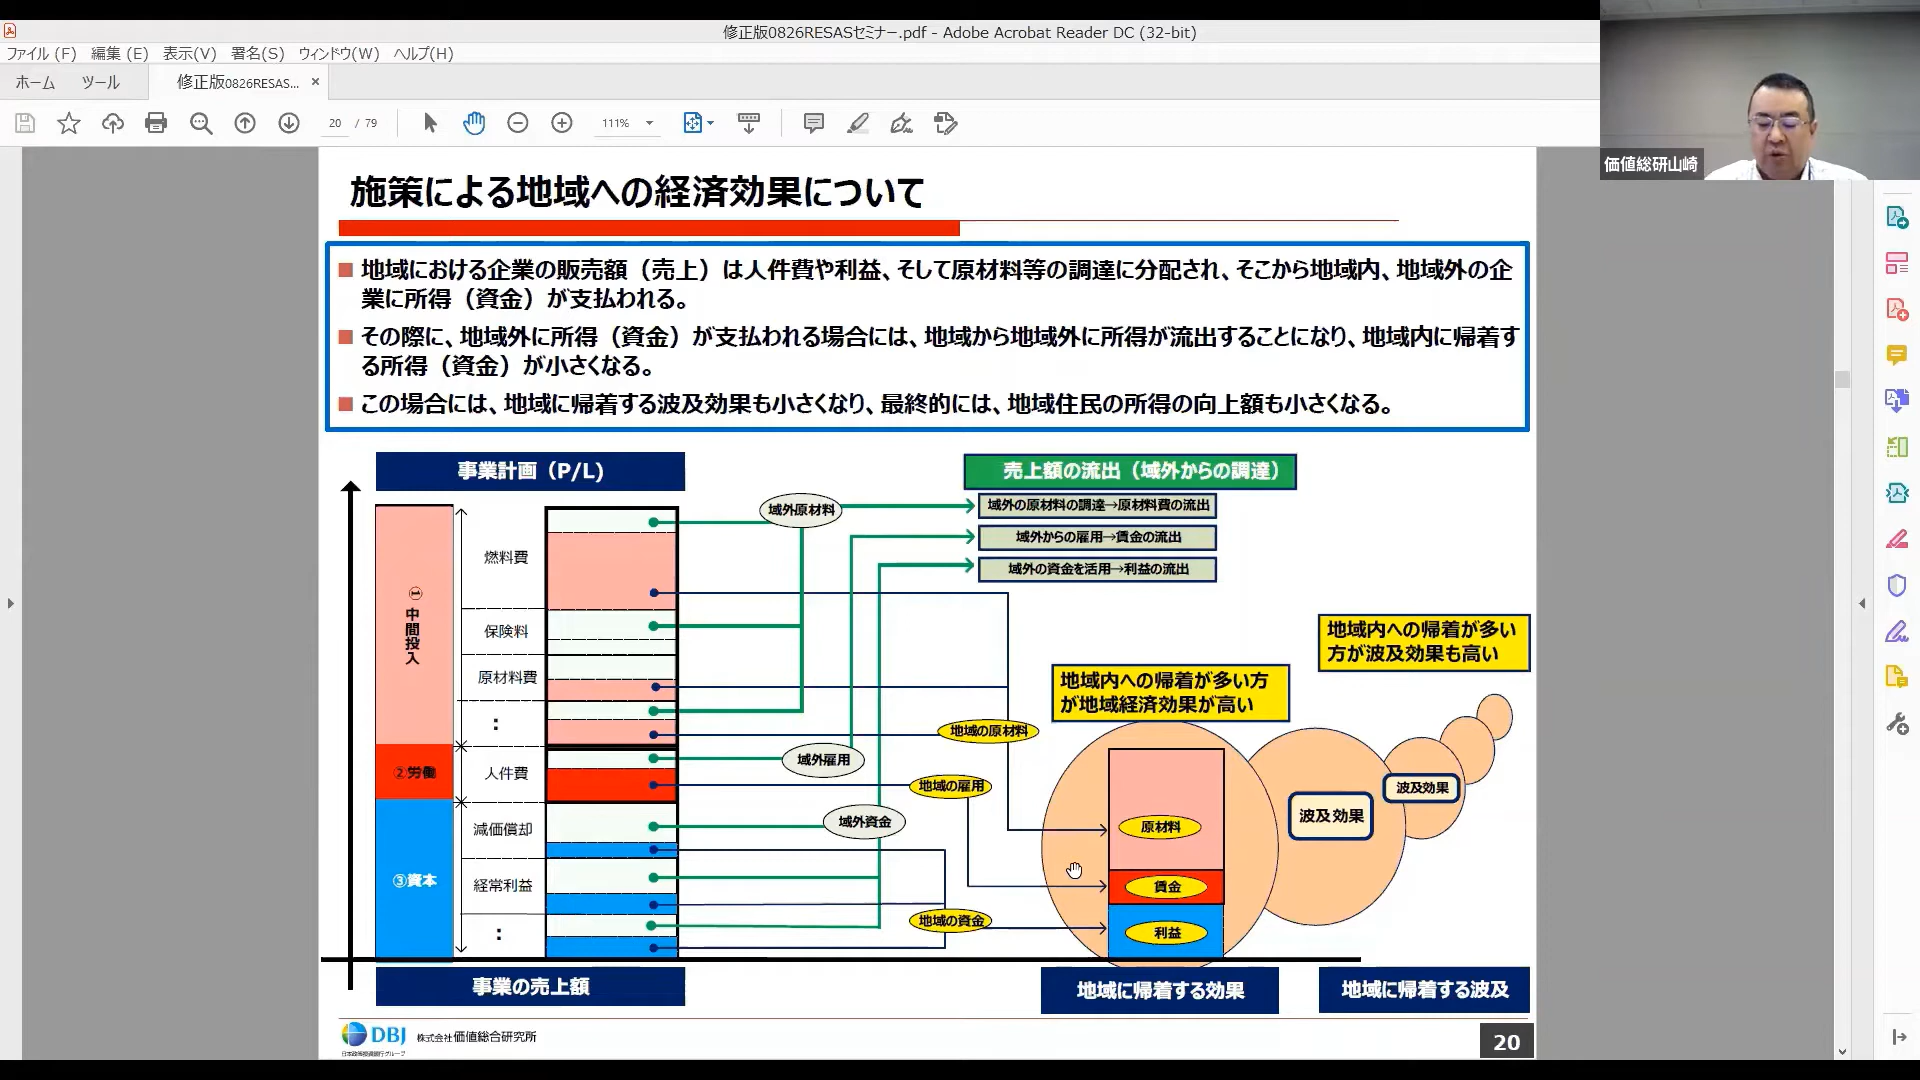 修正版0826RESASセミナー.pdf - Adobe Acrobat Reader DC (32-bit)
ファイル (F) 編集 (E) 表示(V) 署名(S) ウィンドウ(W) ヘルプ(H)
ホーム ツール 修正版0826RESAS... ×
20 / 79 111%
価値総研山崎
施策による地域への経済効果について
地域における企業の販売額（売上）は人件費や利益、そして原材料等の調達に分配され、そこから地域内、地域外の企
業に所得（資金）が支払われる。
その際に、地域外に所得（資金）が支払われる場合には、地域から地域外に所得が流出することになり、地域内に帰着す
る所得（資金）が小さくなる。
この場合には、地域に帰着する波及効果も小さくなり、最終的には、地域住民の所得の向上額も小さくなる。
事業計画（P/L）
売上額の流出（域外からの調達）
域外の原材料の調達→原材料費の流出
域外からの雇用→賃金の流出
域外の資金を活用→利益の流出
①中間投入
②労働
③資本
燃料費
保険料
原材料費
：
人件費
減価償却
経常利益
：
域外原材料
域外雇用
域外資金
地域の原材料
地域の雇用
地域の資金
地域内への帰着が多い方
が地域経済効果が高い
地域内への帰着が多い
方が波及効果も高い
原材料
賃金
利益
波及効果
波及効果
事業の売上額
地域に帰着する効果
地域に帰着する波及
DBJ 株式会社価値総合研究所
日本政策投資銀行グループ
20